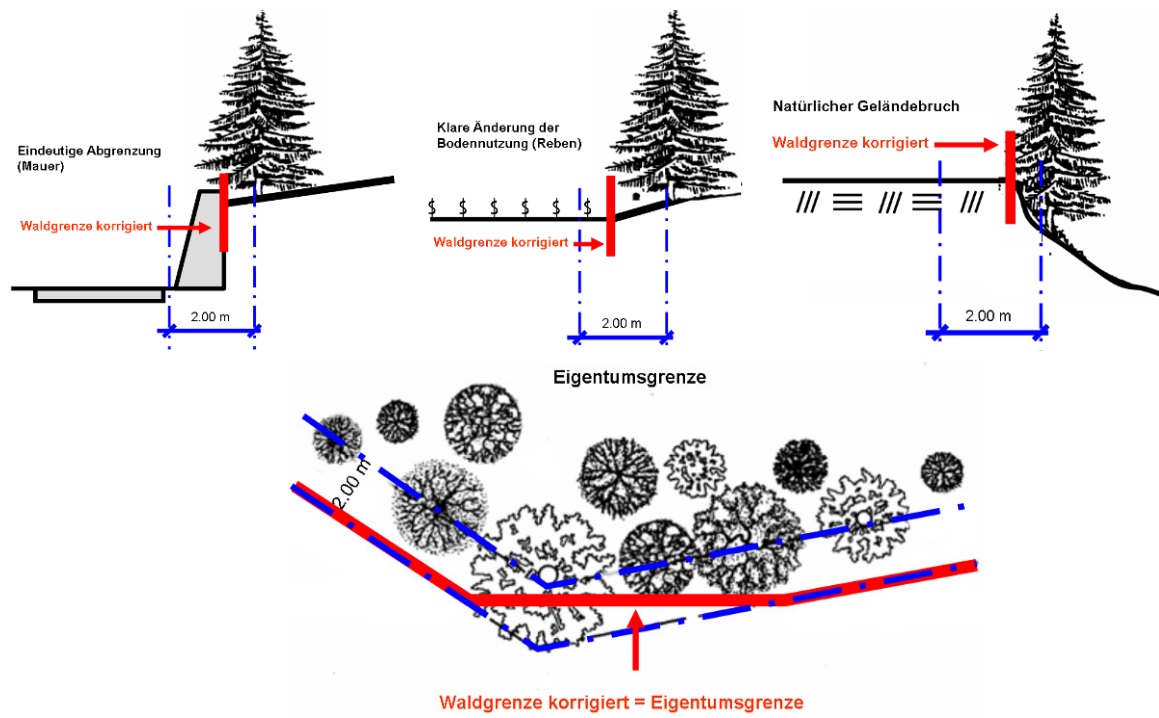 Eindeutige Abgrenzung
(Mauer)
Waldgrenze korrigiert
2.00 m
Klare Änderung der
Bodennutzung (Reben)
$ $ $ $ $ $
Waldgrenze korrigiert
2.00 m
Natürlicher Geländebruch
Waldgrenze korrigiert
2.00 m
Eigentumsgrenze
2.00 m
Waldgrenze korrigiert = Eigentumsgrenze